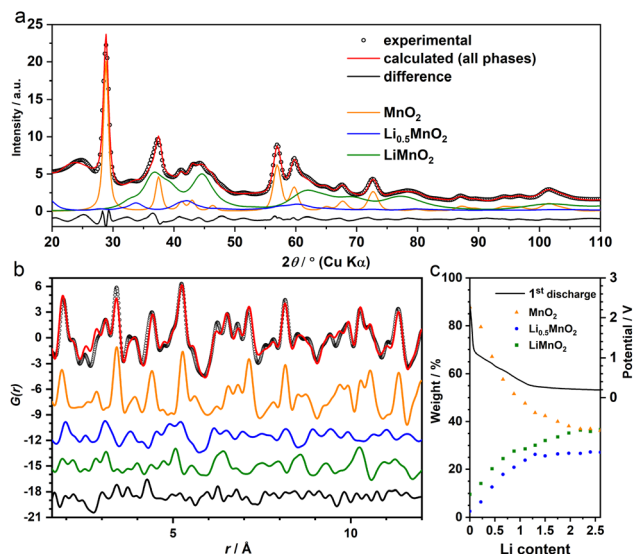 a
25
20
15
10
5
0
Intensity / a.u.
experimental
calculated (all phases)
difference
MnO₂
Li₀.₅MnO₂
LiMnO₂
20 30 40 50 60 70 80 90 100 110
2θ / ° (Cu Kα)
b
6
3
0
-3
-6
-9
-12
-15
-18
-21
G(r)
5 10
r / Å
c
100
80
60
40
20
0
Weight / %
1ˢᵗ discharge
MnO₂
Li₀.₅MnO₂
LiMnO₂
3
2
1
0
Potential / V
0 0.5 1 1.5 2 2.5
Li content